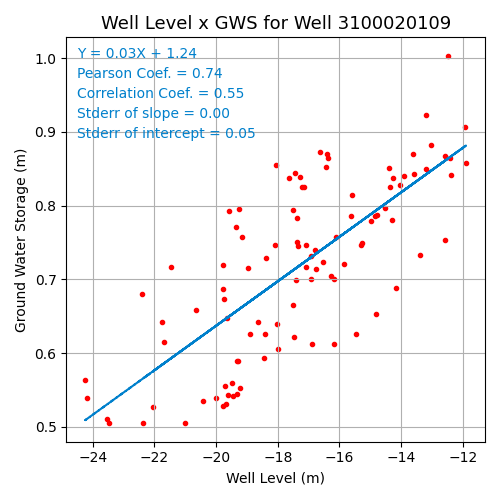 Well Level x GWS for Well 3100020109
Y = 0.03X + 1.24
Pearson Coef. = 0.74
Correlation Coef. = 0.55
Stderr of slope = 0.00
Stderr of intercept = 0.05
Ground Water Storage (m)
1.0
0.9
0.8
0.7
0.6
0.5
−24 −22 −20 −18 −16 −14 −12
Well Level (m)